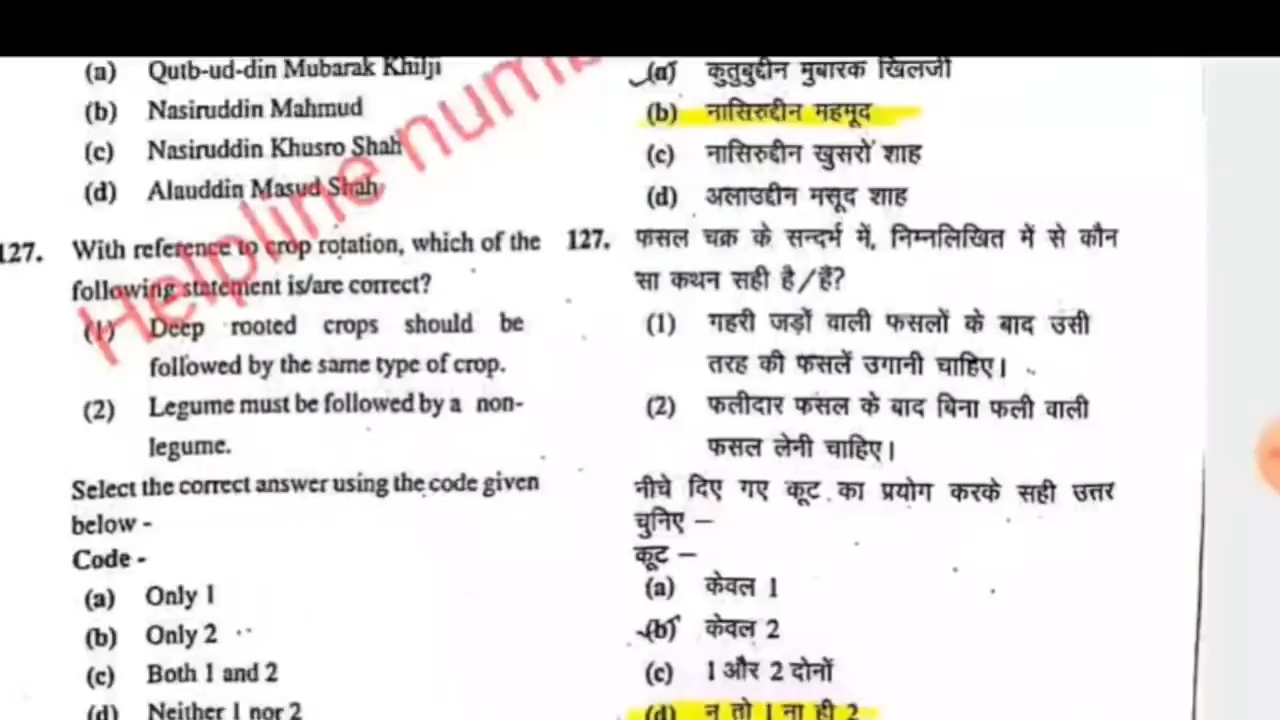 (a) Qutb-ud-din Mubarak Khilji
(b) Nasiruddin Mahmud
(c) Nasiruddin Khusro Shah
(d) Alauddin Masud Shah
127. With reference to crop rotation, which of the
following statement is/are correct?
(1) Deep rooted crops should be
followed by the same type of crop.
(2) Legume must be followed by a non-
legume.
Select the correct answer using the code given
below -
Code -
(a) Only 1
(b) Only 2
(c) Both 1 and 2
(d) Neither 1 nor 2
(a) कुतुबुद्दीन मुबारक खिलजी
(b) नासिरुद्दीन महमूद
(c) नासिरुद्दीन खुसरो शाह
(d) अलाउद्दीन मसूद शाह
127. फसल चक्र के सन्दर्भ में, निम्नलिखित में से कौन
सा कथन सही है/हैं?
(1) गहरी जड़ों वाली फसलों के बाद उसी
तरह की फसलें उगानी चाहिए।
(2) फलीदार फसल के बाद बिना फली वाली
फसल लेनी चाहिए।
नीचे दिए गए कूट का प्रयोग करके सही उत्तर
चुनिए –
कूट –
(a) केवल 1
(b) केवल 2
(c) 1 और 2 दोनों
(d) न तो 1 ना ही 2
Helpline